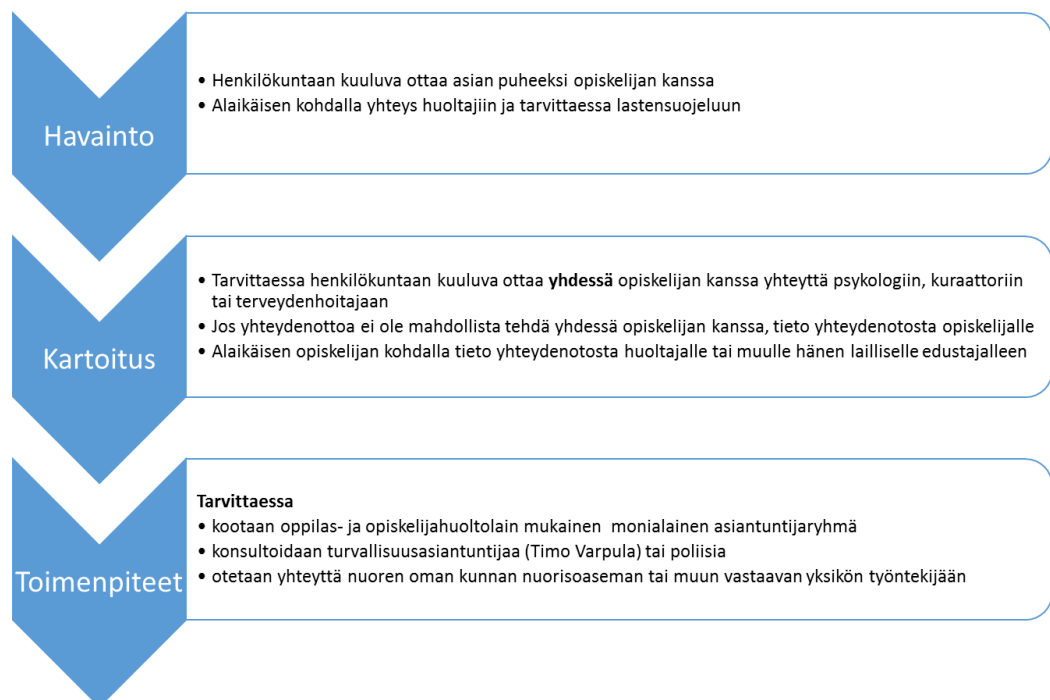 Havainto
• Henkilökuntaan kuuluva ottaa asian puheeksi opiskelijan kanssa
• Alaikäisen kohdalla yhteys huoltajiin ja tarvittaessa lastensuojeluun
Kartoitus
• Tarvittaessa henkilökuntaan kuuluva ottaa yhdessä opiskelijan kanssa yhteyttä psykologiin, kuraattoriin
tai terveydenhoitajaan
• Jos yhteydenottoa ei ole mahdollista tehdä yhdessä opiskelijan kanssa, tieto yhteydenotosta opiskelijalle
• Alaikäisen opiskelijan kohdalla tieto yhteydenotosta huoltajalle tai muulle hänen lailliselle edustajalleen
Toimenpiteet
Tarvittaessa
• kootaan oppilas- ja opiskelijahuoltolain mukainen monialainen asiantuntijaryhmä
• konsultoidaan turvallisuusasiantuntijaa (Timo Varpula) tai poliisia
• otetaan yhteyttä nuoren oman kunnan nuorisoaseman tai muun vastaavan yksikön työntekijään